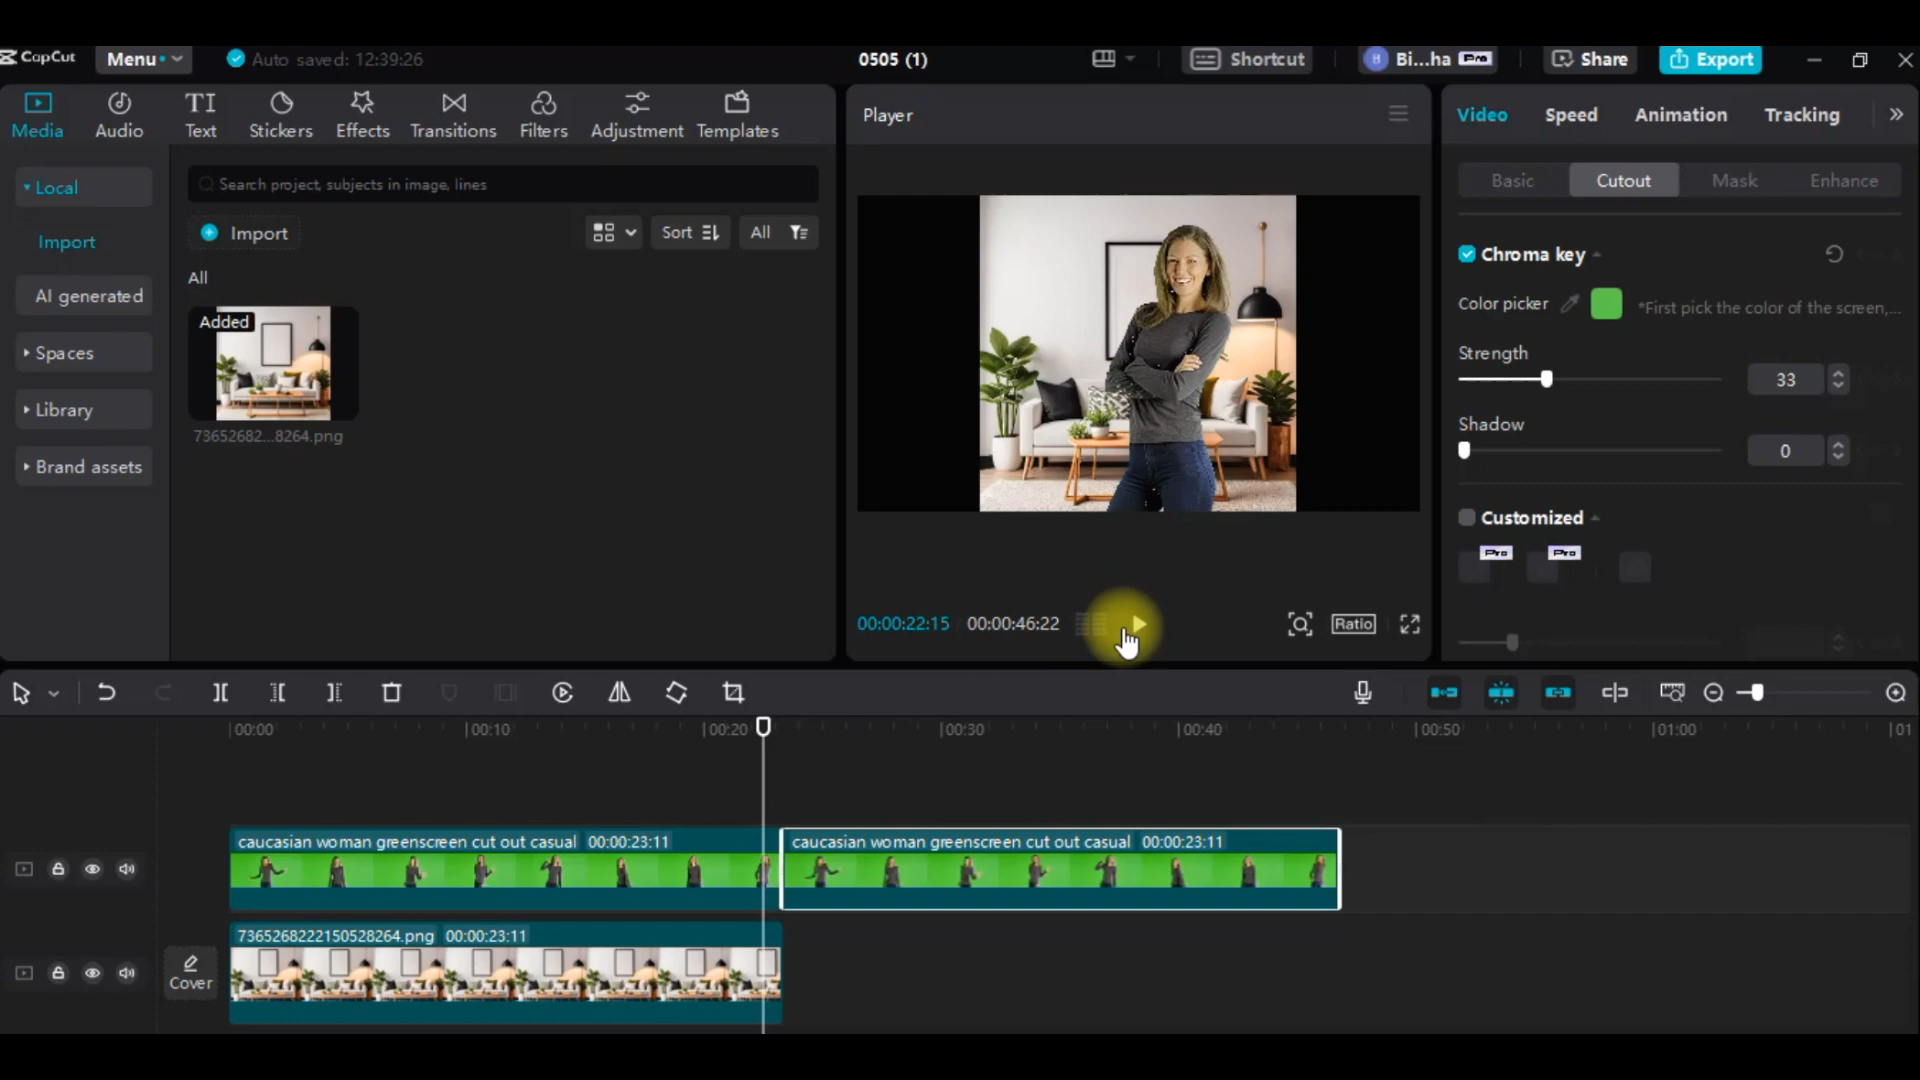 CapCut
Menu
Auto saved: 12:39:26
0505 (1)
Shortcut
Bi...ha Pro
Share
Export
Media
Audio
Text
Stickers
Effects
Transitions
Filters
Adjustment
Templates
Player
Video
Speed
Animation
Tracking
Local
Import
AI generated
Spaces
Library
Brand assets
Search project, subjects in image, lines
Import
Sort
All
All
Added
73652682...8264.png
Basic
Cutout
Mask
Enhance
Chroma key
Color picker
*First pick the color of the screen,...
Strength
33
Shadow
0
Customized
Pro
Pro
00:00:22:15
00:00:46:22
Ratio
00:00
00:10
00:20
00:30
00:40
00:50
01:00
01
caucasian woman greenscreen cut out casual 00:00:23:11
caucasian woman greenscreen cut out casual 00:00:23:11
Cover
7365268222150528264.png 00:00:23:11